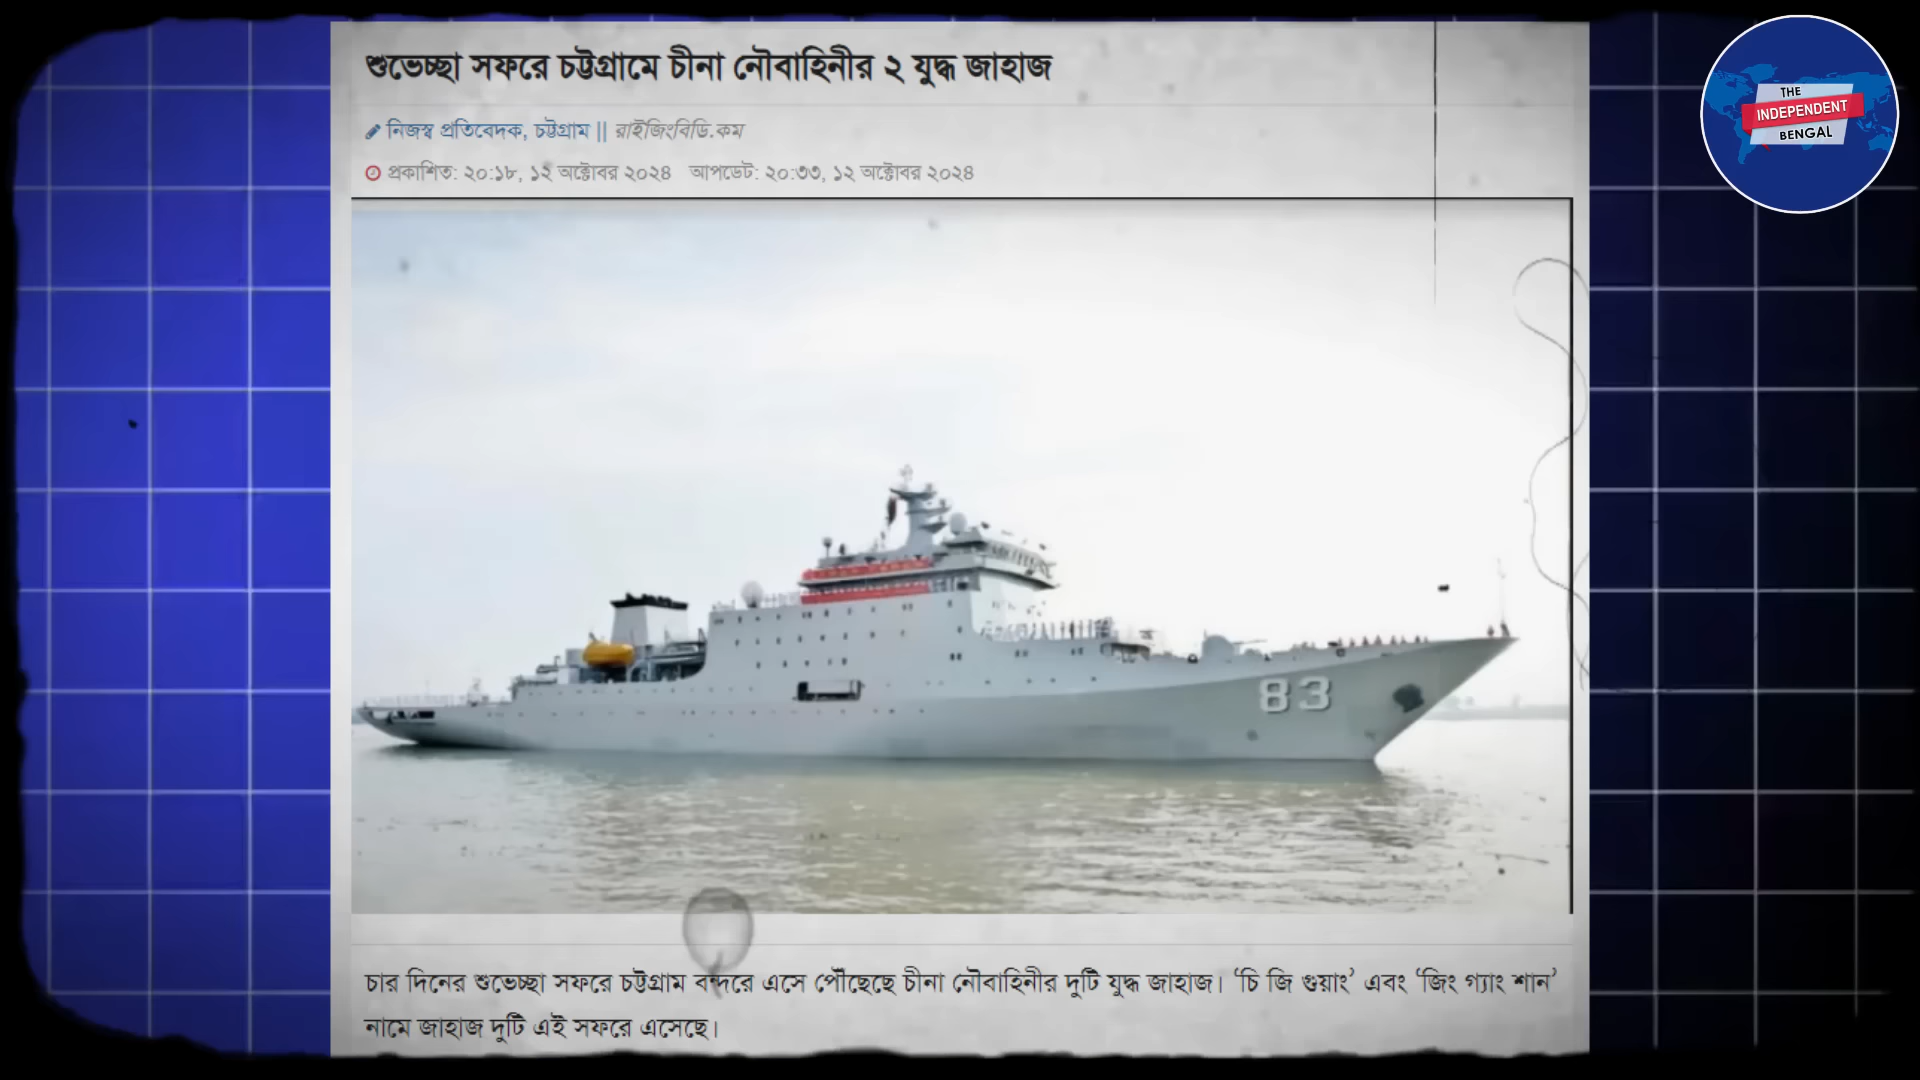 শুভেচ্ছা সফরে চট্টগ্রামে চীনা নৌবাহিনীর ২ যুদ্ধ জাহাজ
নিজস্ব প্রতিবেদক, চট্টগ্রাম || রাইজিংবিডি.কম
প্রকাশিত: ২০:১৮, ১২ অক্টোবর ২০২৪ আপডেট: ২০:৩৩, ১২ অক্টোবর ২০২৪
THE
INDEPENDENT
BENGAL
83
চার দিনের শুভেচ্ছা সফরে চট্টগ্রাম বন্দরে এসে পৌঁছেছে চীনা নৌবাহিনীর দুটি যুদ্ধ জাহাজ। ‘চি জি গুয়াং’ এবং ‘জিং গ্যাং শান’
নামে জাহাজ দুটি এই সফরে এসেছে।